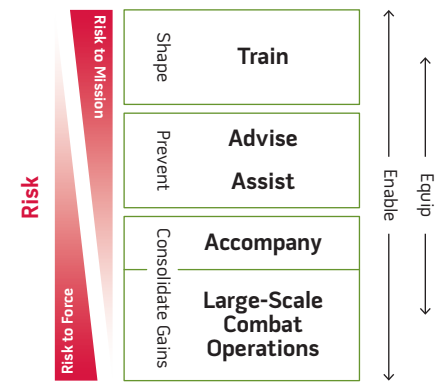 Risk
Risk to Mission
Risk to Force
Shape
Train
Prevent
Advise
Assist
Consolidate Gains
Accompany
Large-Scale
Combat
Operations
Enable
Equip